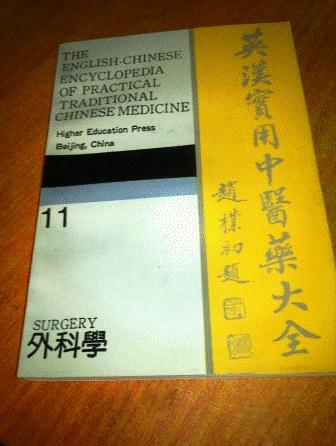 THE
ENGLISH-CHINESE
ENCYCLOPEDIA
OF PRACTICAL
TRADITIONAL
CHINESE MEDICINE
Higher Education Press
Beijing, China
11
SURGERY
外科學
英漢實用中醫藥大全
趙樸初題